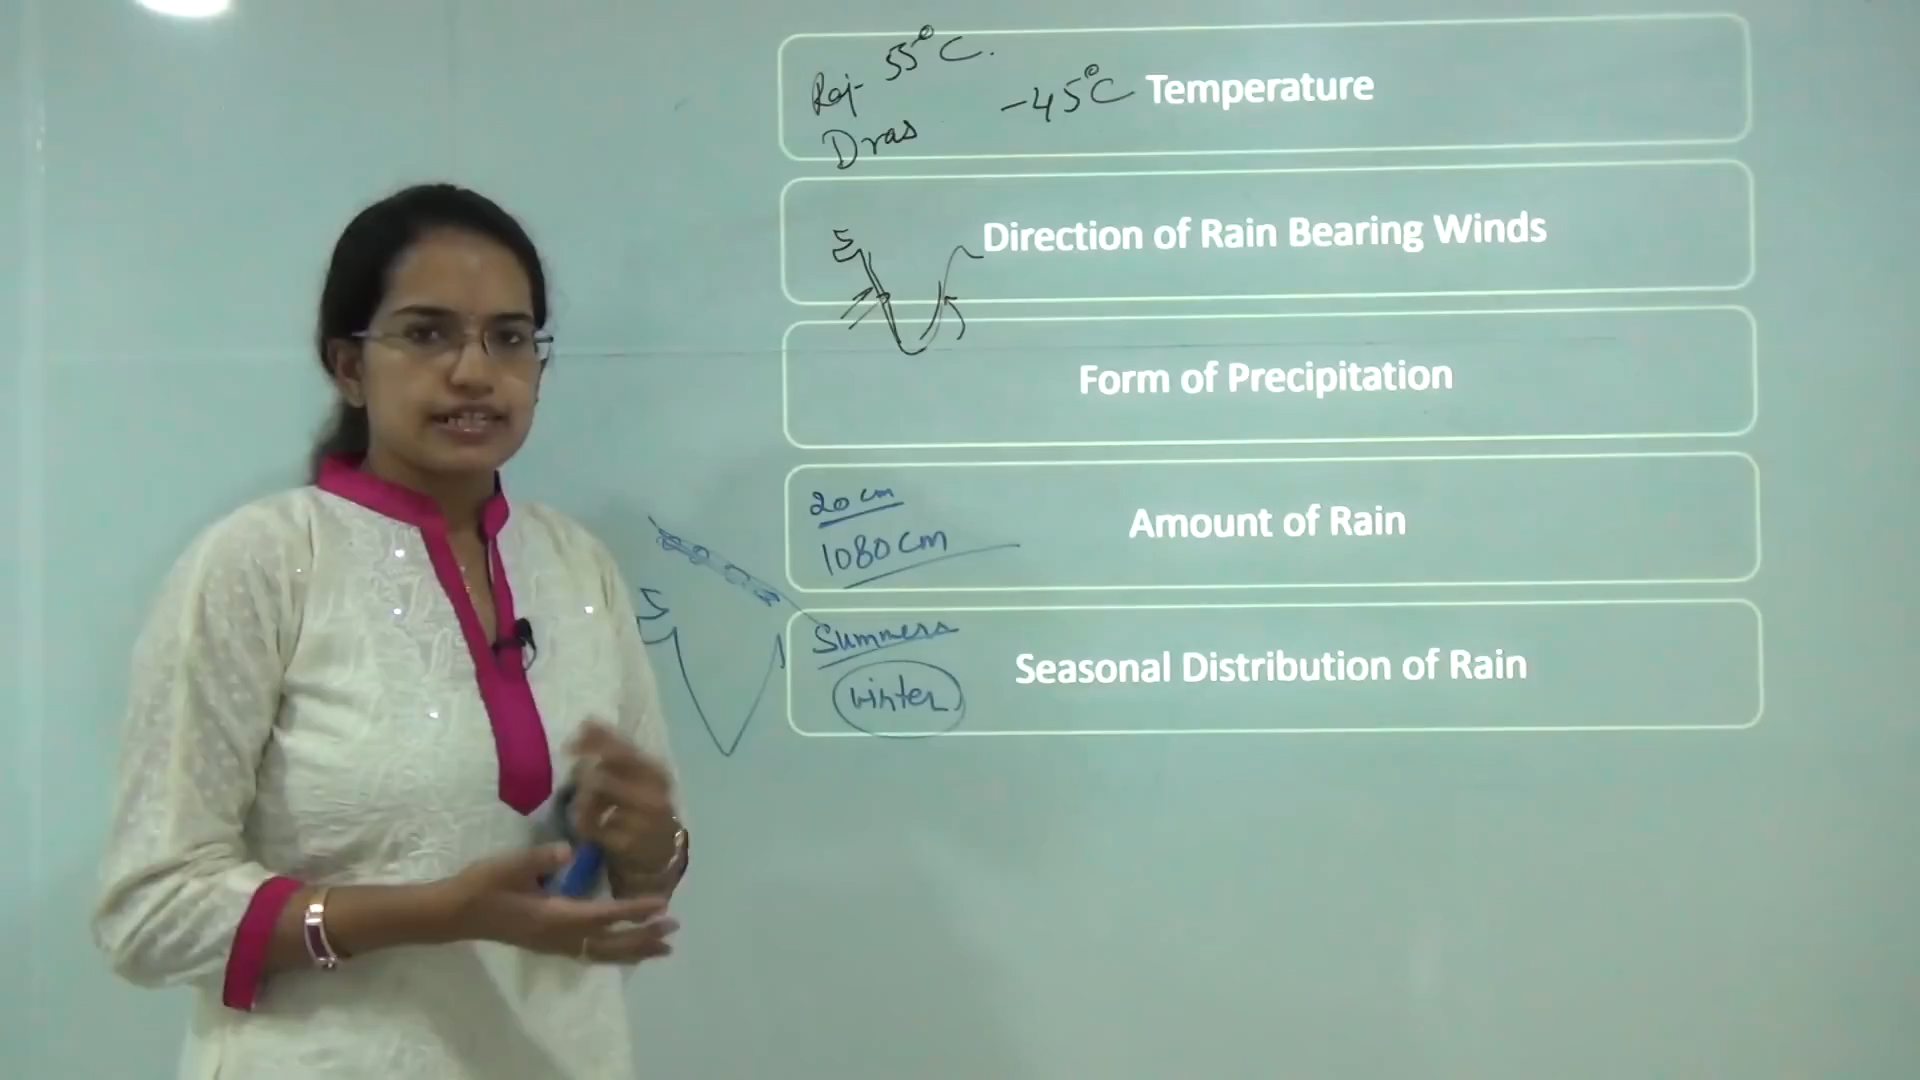 Raj- 55°C.
Dras -45°C Temperature
Direction of Rain Bearing Winds
Form of Precipitation
20 cm
1080 cm Amount of Rain
Summers
winter Seasonal Distribution of Rain